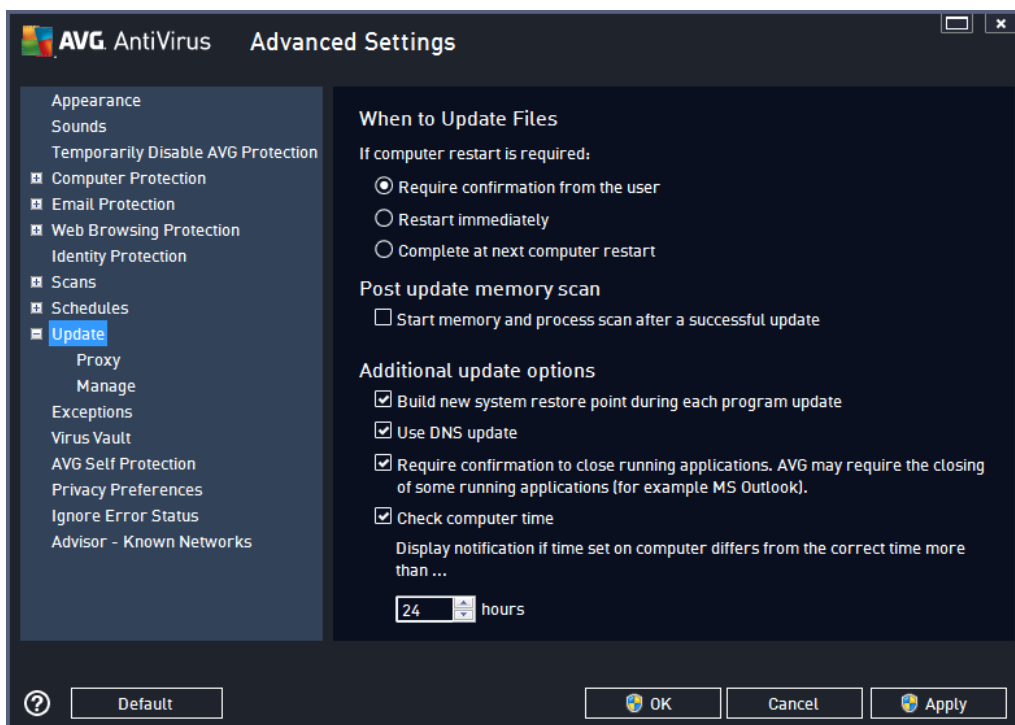 AVG. AntiVirus Advanced Settings
Appearance
Sounds
Temporarily Disable AVG Protection
Computer Protection
Email Protection
Web Browsing Protection
Identity Protection
Scans
Schedules
Update
Proxy
Manage
Exceptions
Virus Vault
AVG Self Protection
Privacy Preferences
Ignore Error Status
Advisor - Known Networks
When to Update Files
If computer restart is required:
Require confirmation from the user
Restart immediately
Complete at next computer restart
Post update memory scan
Start memory and process scan after a successful update
Additional update options
Build new system restore point during each program update
Use DNS update
Require confirmation to close running applications. AVG may require the closing
of some running applications (for example MS Outlook).
Check computer time
Display notification if time set on computer differs from the correct time more
than ...
24 hours
? Default OK Cancel Apply